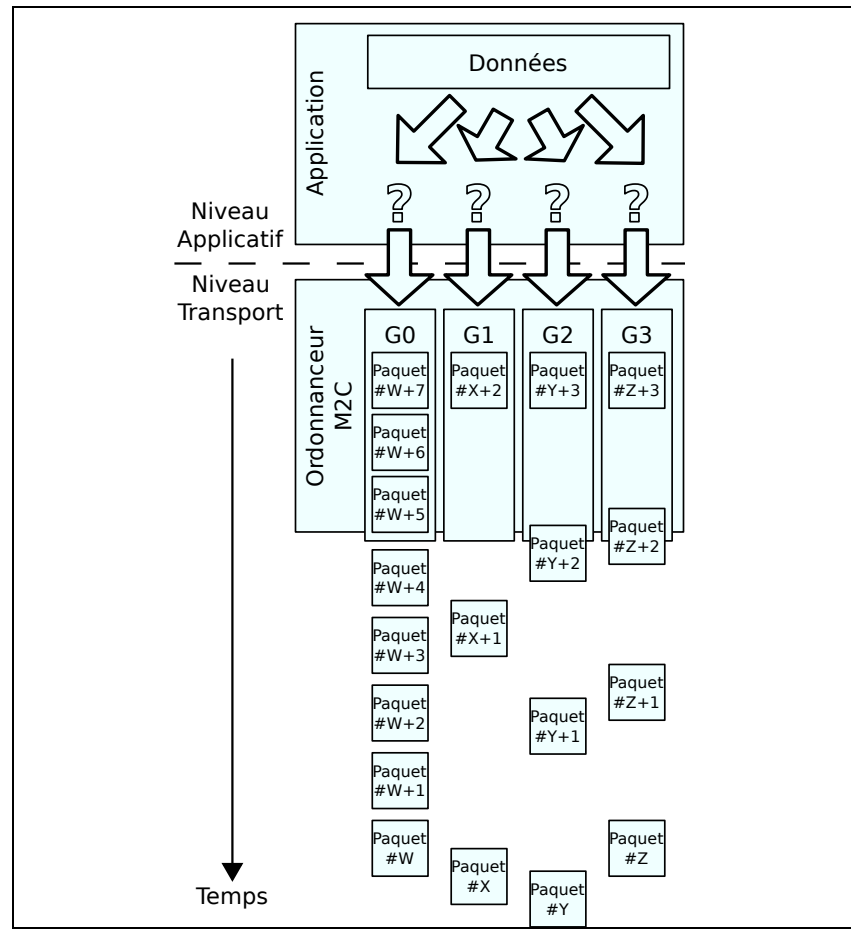 Données
Application
? ? ? ?
Niveau
Applicatif
Niveau
Transport
Ordonnanceur
M2C
G0 G1 G2 G3
Paquet Paquet Paquet Paquet
#W+7 #X+2 #Y+3 #Z+3
Paquet
#W+6
Paquet
#W+5
Paquet
#Z+2
Paquet
#Y+2
Paquet
#W+4
Paquet
#X+1
Paquet
#W+3
Paquet
#Z+1
Paquet
#W+2
Paquet
#Y+1
Paquet
#W+1
Paquet
#W
Paquet
#Z
Paquet
#X
Paquet
#Y
Temps